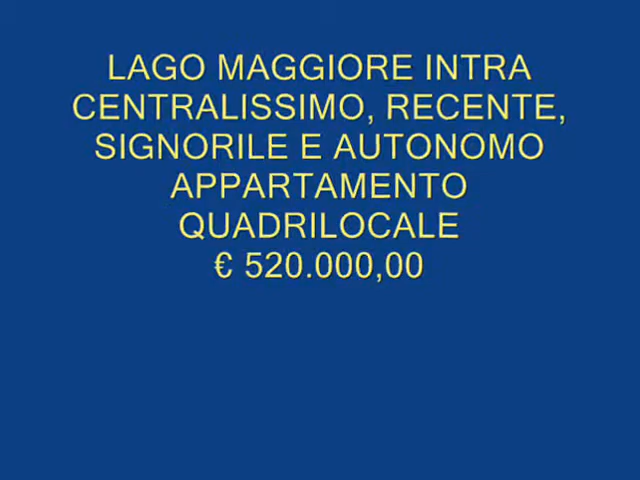 LAGO MAGGIORE INTRA
CENTRALISSIMO, RECENTE,
SIGNORILE E AUTONOMO
APPARTAMENTO
QUADRILOCALE
€ 520.000,00